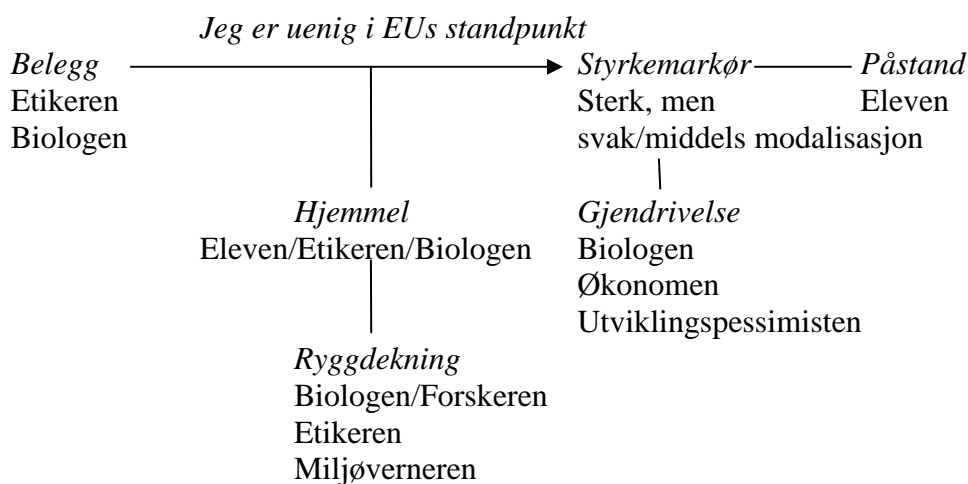 Jeg er uenig i EUs standpunkt
Belegg
Etikeren
Biologen
Styrkemarkør
Sterk, men
svak/middels modalisasjon
Påstand
Eleven
Hjemmel
Eleven/Etikeren/Biologen
Gjendrivelse
Biologen
Økonomen
Utviklingspessimisten
Ryggdekning
Biologen/Forskeren
Etikeren
Miljøverneren